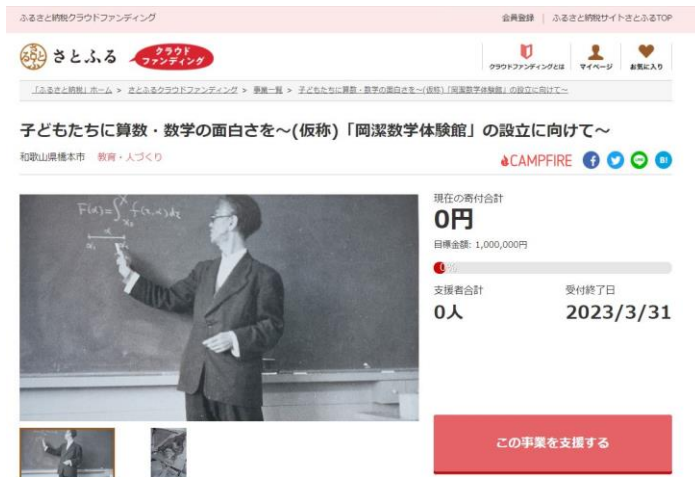 ふるさと納税クラウドファンディング
会員登録 | ふるさと納税サイトさとふるTOP
さとふる
クラウド
ファンディング
クラウドファンディングとは
マイページ
お気に入り
「ふるさと納税」ホーム > さとふるクラウドファンディング > 事業一覧 > 子どもたちに算数・数学の面白さを～(仮称)「岡潔数学体験館」の設立に向けて～
子どもたちに算数・数学の面白さを～(仮称)「岡潔数学体験館」の設立に向けて～
和歌山県橋本市 教育・人づくり
CAMPFIRE
現在の寄付合計
0円
目標金額: 1,000,000円
0%
支援者合計
0人
受付終了日
2023/3/31
この事業を支援する